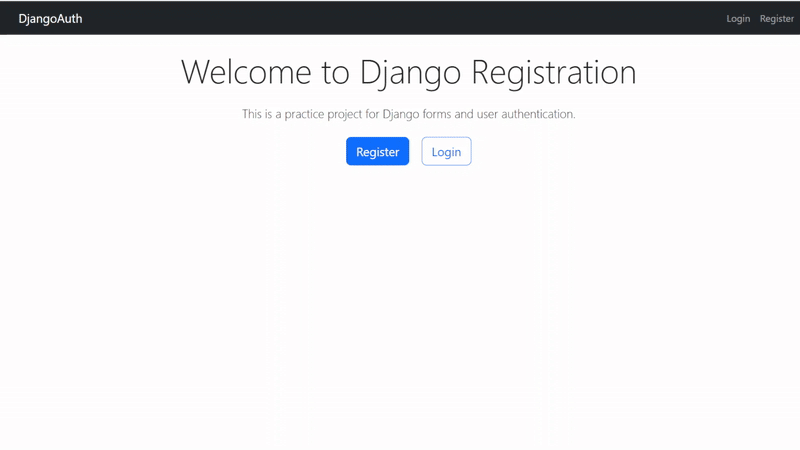 DjangoAuth Login Register
Welcome to Django Registration
This is a practice project for Django forms and user authentication.
Register Login